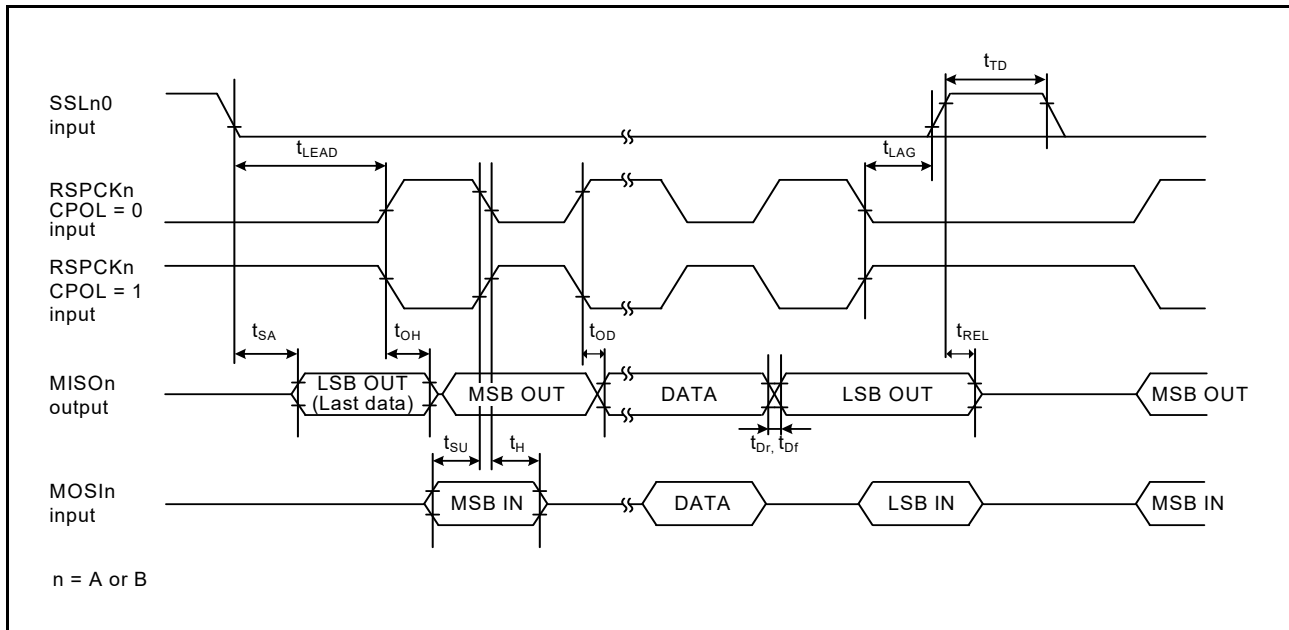 tTD
SSLn0
input
tLEAD
tLAG
RSPCKn
CPOL = 0
input
RSPCKn
CPOL = 1
input
tSA
tOH
tOD
tREL
MISOn
output
LSB OUT
(Last data)
MSB OUT
DATA
LSB OUT
MSB OUT
tSU
tH
tDr, tDf
MOSIn
input
MSB IN
DATA
LSB IN
MSB IN
n = A or B